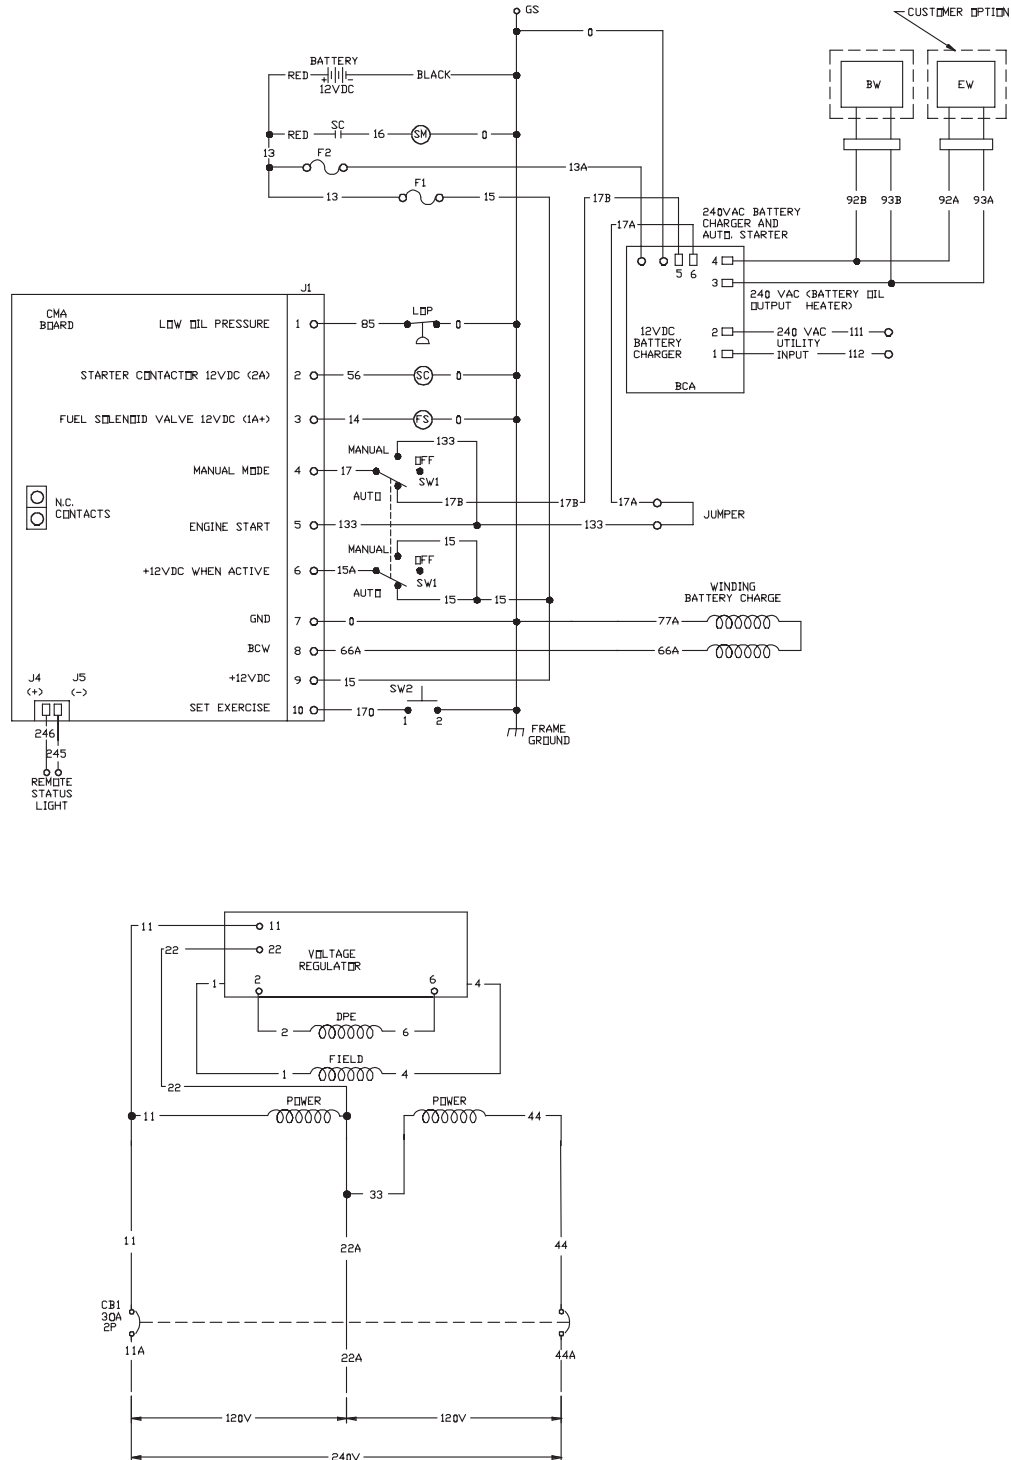 GS
CUSTOMER OPTION
0
BATTERY
RED
+
-
BLACK
12VDC
BW
EW
SC
RED
16
SM
0
13
F2
13A
F1
13
15
17B
92B
93B
92A
93A
17A
240VAC BATTERY
CHARGER AND
AUTO. STARTER
5
6
4
3
240 VAC (BATTERY OIL
OUTPUT HEATER)
12VDC
BATTERY
CHARGER
2
240 VAC
111
UTILITY
1
INPUT
112
BCA
J1
CMA
BOARD
LOW OIL PRESSURE
1
85
LOP
0
STARTER CONTACTOR 12VDC (2A)
2
56
SC
0
FUEL SOLENOID VALVE 12VDC (1A+)
3
14
FS
0
133
MANUAL
OFF
MANUAL MODE
4
17
SW1
AUTO
17B
17B
17A
N.C.
CONTACTS
JUMPER
ENGINE START
5
133
133
15
MANUAL
OFF
+12VDC WHEN ACTIVE
6
15A
SW1
AUTO
15
15
WINDING
BATTERY CHARGE
GND
7
0
77A
BCW
8
66A
66A
+12VDC
9
15
J4
(+)
J5
(-)
SW2
SET EXERCISE
10
170
1
2
FRAME
GROUND
246
245
REMOTE
STATUS
LIGHT
11
11
22
22
VOLTAGE
REGULATOR
1
2
6
4
DPE
2
6
FIELD
1
4
22
POWER
POWER
11
44
33
11
22A
44
CB1
30A
2P
11A
22A
44A
120V
120V
240V